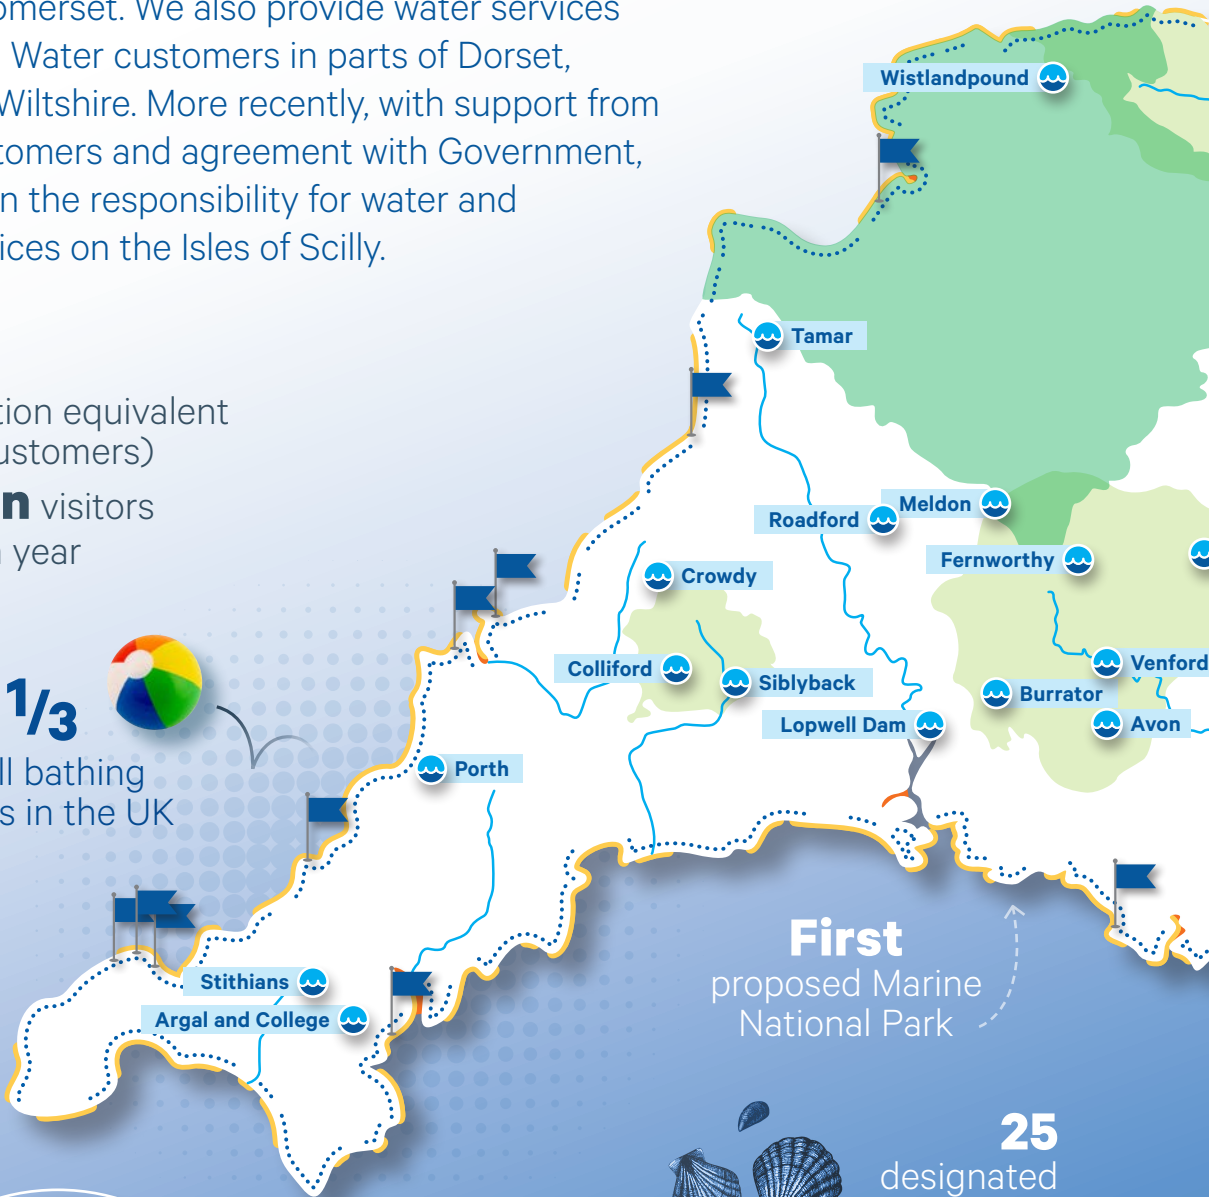 omerset. We also provide water services
Water customers in parts of Dorset,
Wiltshire. More recently, with support from
tomers and agreement with Government,
n the responsibility for water and
ices on the Isles of Scilly.
Wistlandpound
Tamar
tion equivalent
ustomers)
n visitors
year
Meldon
Roadford
Fernworthy
Crowdy
Colliford
Siblyback
Venford
Burrator
Lopwell Dam
Avon
1/3
ll bathing
s in the UK
Porth
First
proposed Marine
National Park
Stithians
Argal and College
25
designated